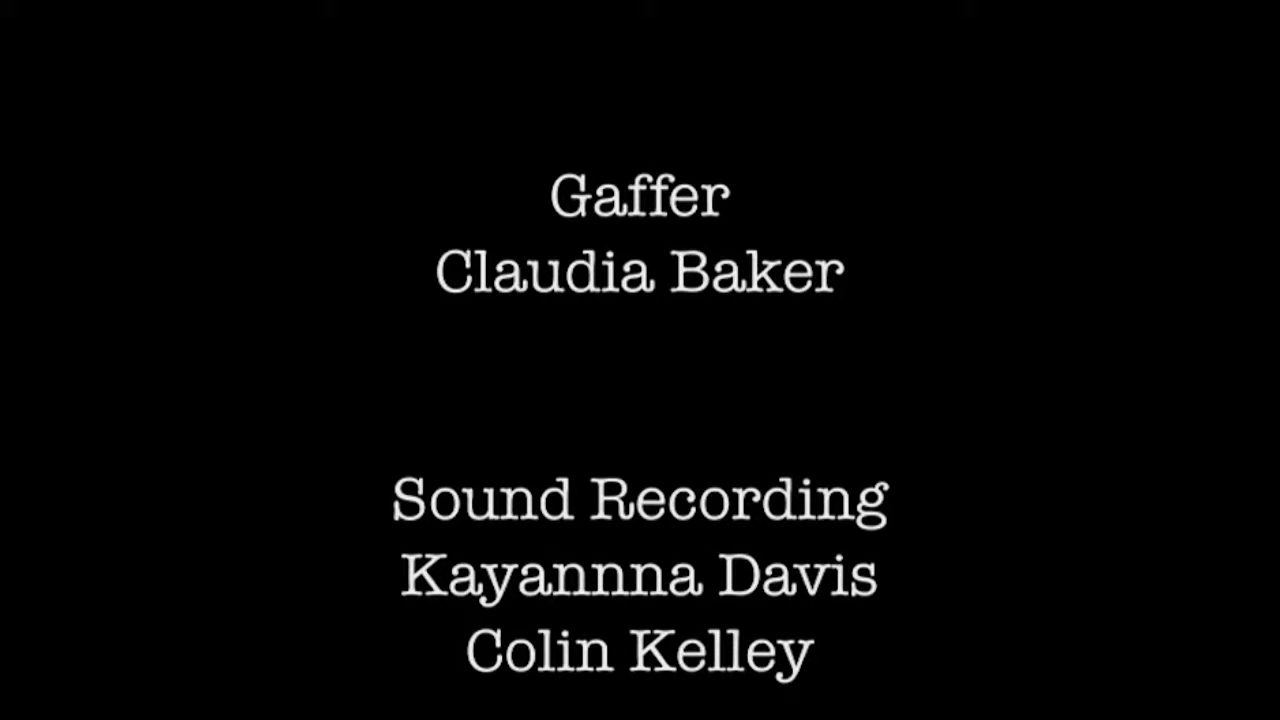 Gaffer
Claudia Baker
Sound Recording
Kayannna Davis
Colin Kelley